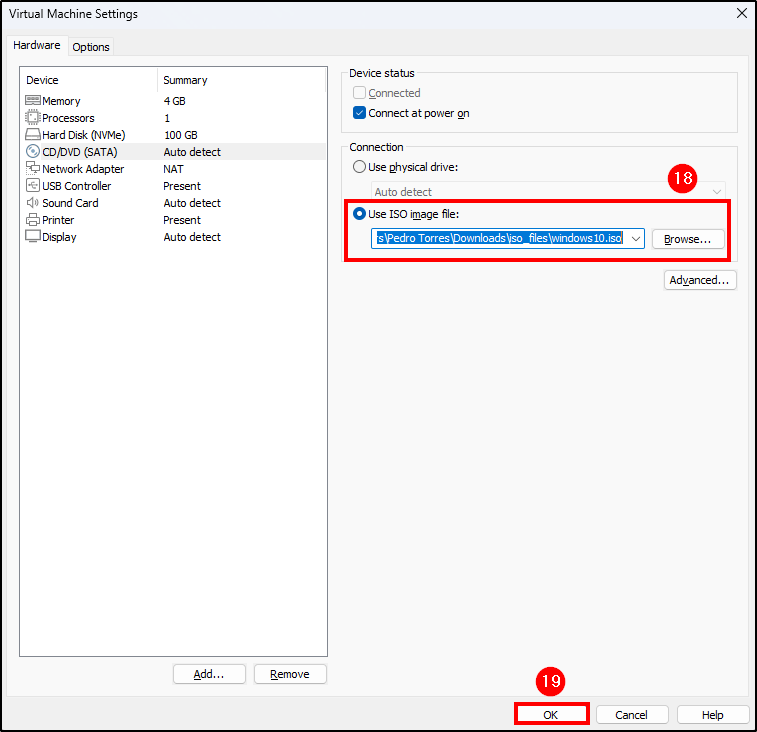 Virtual Machine Settings
Hardware Options
Device Summary
Memory 4 GB
Processors 1
Hard Disk (NVMe) 100 GB
CD/DVD (SATA) Auto detect
Network Adapter NAT
USB Controller Present
Sound Card Auto detect
Printer Present
Display Auto detect
Add... Remove
Device status
Connected
Connect at power on
Connection
Use physical drive:
Auto detect
18
Use ISO image file:
s\Pedro Torres\Downloads\iso_files\windows10.iso Browse...
Advanced...
19
OK Cancel Help